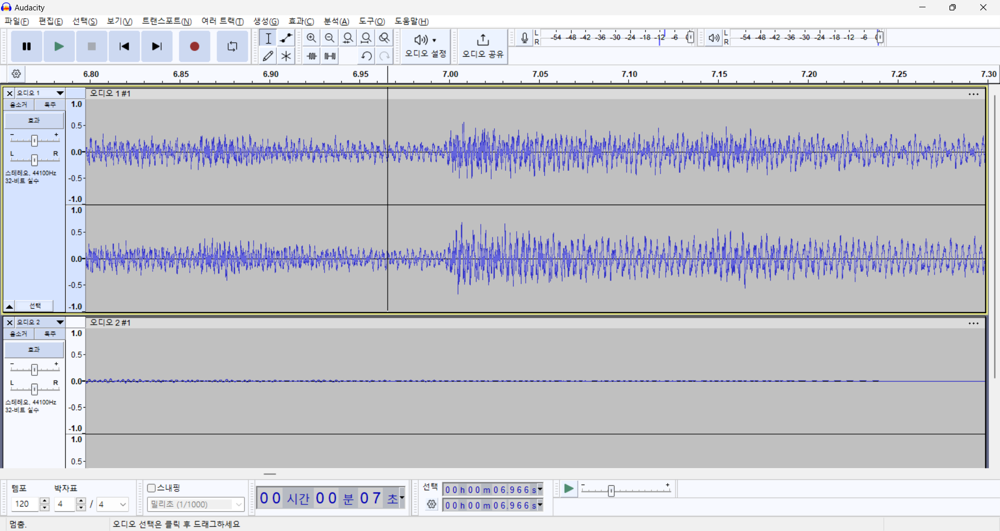 Audacity
파일(F) 편집(E) 선택(S) 보기(V) 트랜스포트(N) 여러 트랙(T) 생성(G) 효과(C) 분석(A) 도구(O) 도움말(H)
오디오 설정
오디오 공유
L
R
-54 -48 -42 -36 -30 -24 -18 -12 -6 0
L
R
-54 -48 -42 -36 -30 -24 -18 -12 -6 0
6.80 6.85 6.90 6.95 7.00 7.05 7.10 7.15 7.20 7.25 7.30
오디오 1
오디오 1 #1
음소거 독주
효과
- +
L R
스테레오, 44100Hz
32-비트 실수
선택
1.0
0.5
0.0
-0.5
-1.0
1.0
0.5
0.0
-0.5
-1.0
오디오 2
오디오 2 #1
음소거 독주
효과
- +
L R
스테레오, 44100Hz
32-비트 실수
1.0
0.5
0.0
-0.5
-1.0
1.0
0.5
템포 박자표
120 4 / 4
스내핑
밀리초 (1/1000)
00 시간 00 분 07 초
선택
00 h 00 m 06.966 s
00 h 00 m 06.966 s
- +
멈춤.
오디오 선택은 클릭 후 드래그하세요